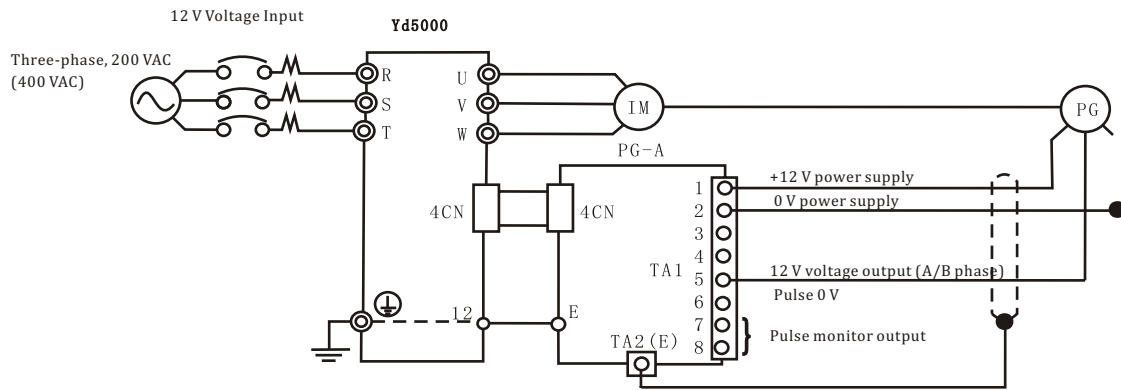 12 V Voltage Input
Yd5000
Three-phase, 200 VAC
(400 VAC)
R
U
S
V
T
W
IM
PG
PG-A
1
+12 V power supply
2
0 V power supply
4CN
4CN
3
4
TA1
5
12 V voltage output (A/B phase)
6
Pulse 0 V
12
E
7
Pulse monitor output
TA2(E)
8